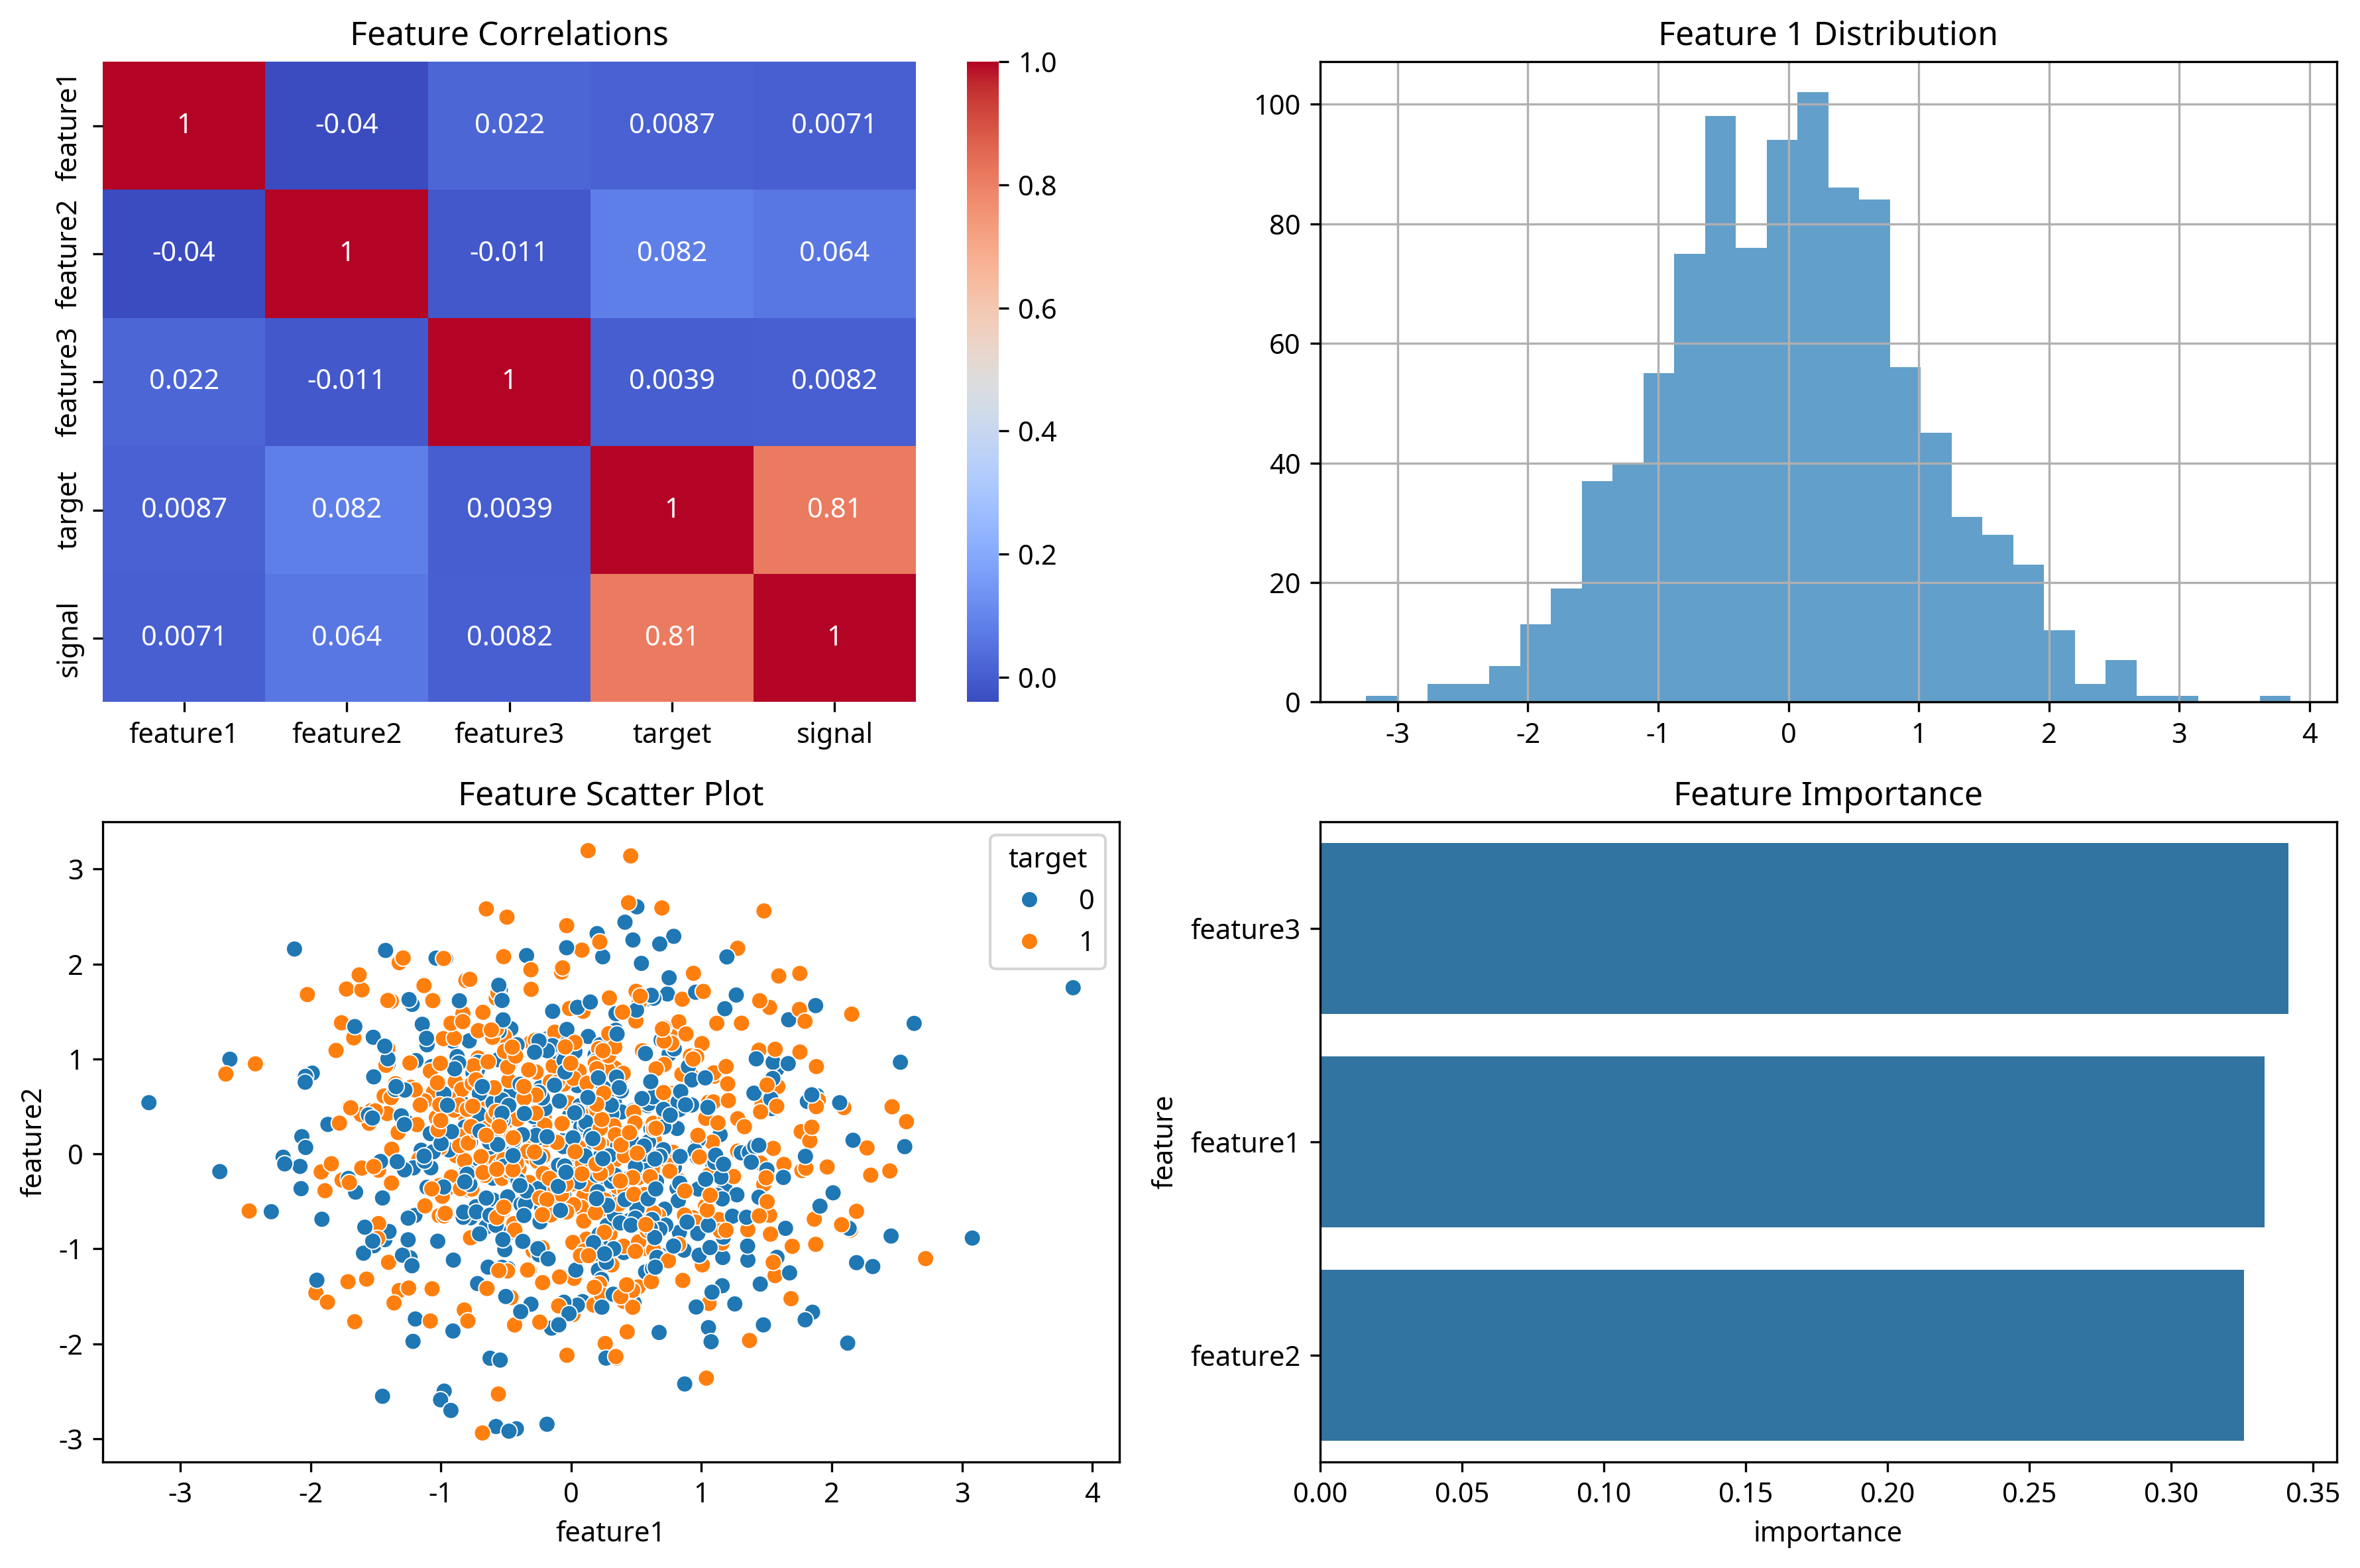 Feature Correlations
feature1
feature2
feature3
target
signal
1 -0.04 0.022 0.0087 0.0071
-0.04 1 -0.011 0.082 0.064
0.022 -0.011 1 0.0039 0.0082
0.0087 0.082 0.0039 1 0.81
0.0071 0.064 0.0082 0.81 1
feature1 feature2 feature3 target signal
1.0
0.8
0.6
0.4
0.2
0.0
Feature 1 Distribution
100
80
60
40
20
0
-3 -2 -1 0 1 2 3 4
Feature Scatter Plot
target
0
1
feature2
3
2
1
0
-1
-2
-3
-3 -2 -1 0 1 2 3 4
feature1
Feature Importance
feature
feature3
feature1
feature2
0.00 0.05 0.10 0.15 0.20 0.25 0.30 0.35
importance